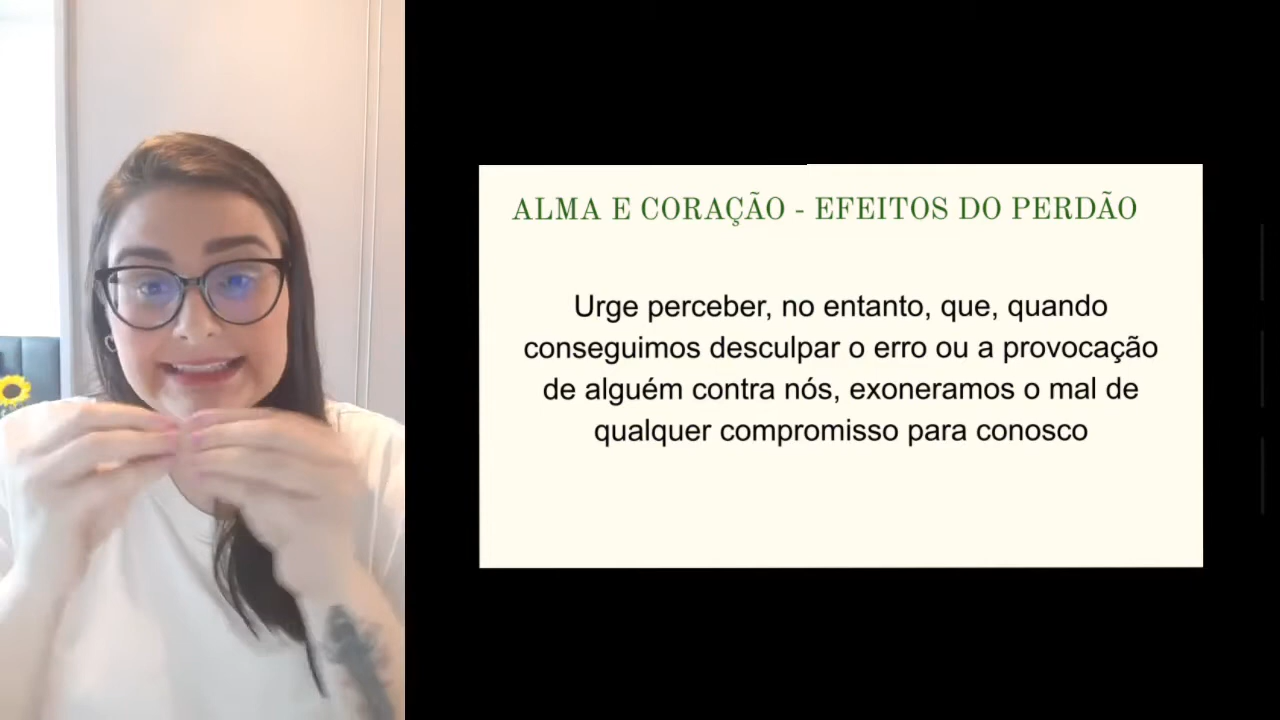 ALMA E CORAÇÃO - EFEITOS DO PERDÃO
Urge perceber, no entanto, que, quando
conseguimos desculpar o erro ou a provocação
de alguém contra nós, exoneramos o mal de
qualquer compromisso para conosco